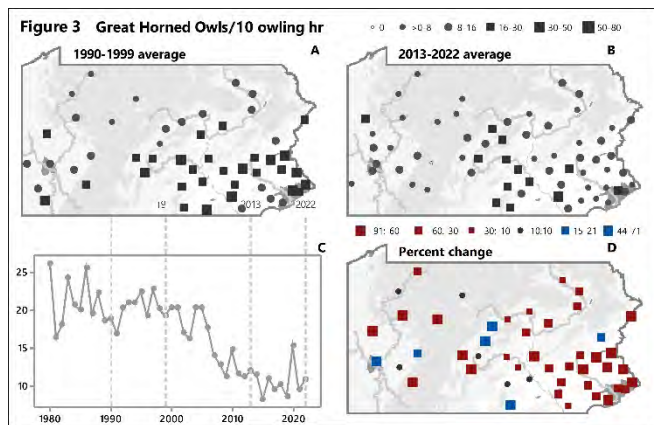 Figure 3 Great Horned Owls/10 owling hr
0 >0-8 8-16 16-30 30-50 50-80
1990-1999 average A
2013-2022 average B
19 2013 2022
91: 60 60. 30 30: 10 10:10 15 21 44 /1
C
Percent change D
25
20
15
10
1980 1990 2000 2010 2020